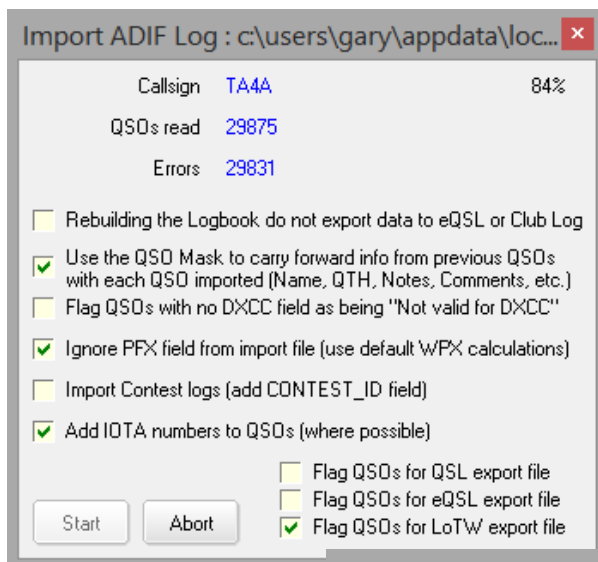 Import ADIF Log : c:\users\gary\appdata\loc...
Callsign TA4A 84%
QSOs read 29875
Errors 29831
Rebuilding the Logbook do not export data to eQSL or Club Log
Use the QSO Mask to carry forward info from previous QSOs
with each QSO imported (Name, QTH, Notes, Comments, etc.)
Flag QSOs with no DXCC field as being "Not valid for DXCC"
Ignore PFX field from import file (use default WPX calculations)
Import Contest logs (add CONTEST_ID field)
Add IOTA numbers to QSOs (where possible)
Flag QSOs for QSL export file
Flag QSOs for eQSL export file
Flag QSOs for LoTW export file
Start Abort